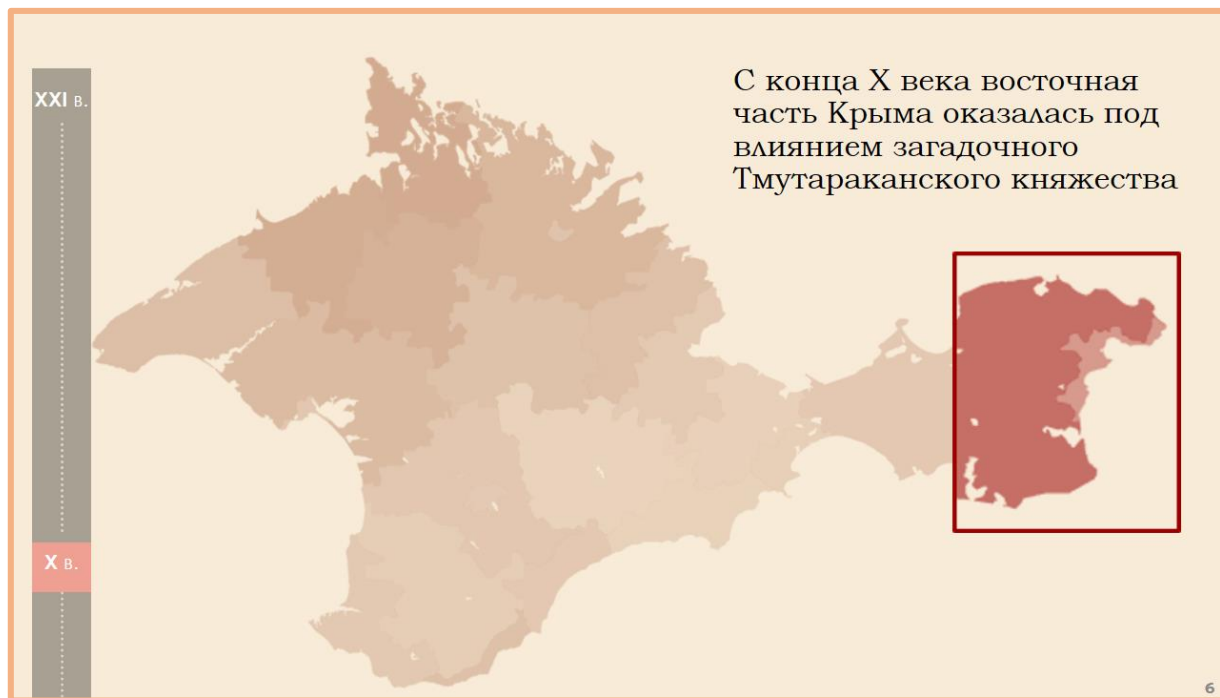 XXI в.
С конца X века восточная
часть Крыма оказалась под
влиянием загадочного
Тмутараканского княжества
X в.
6